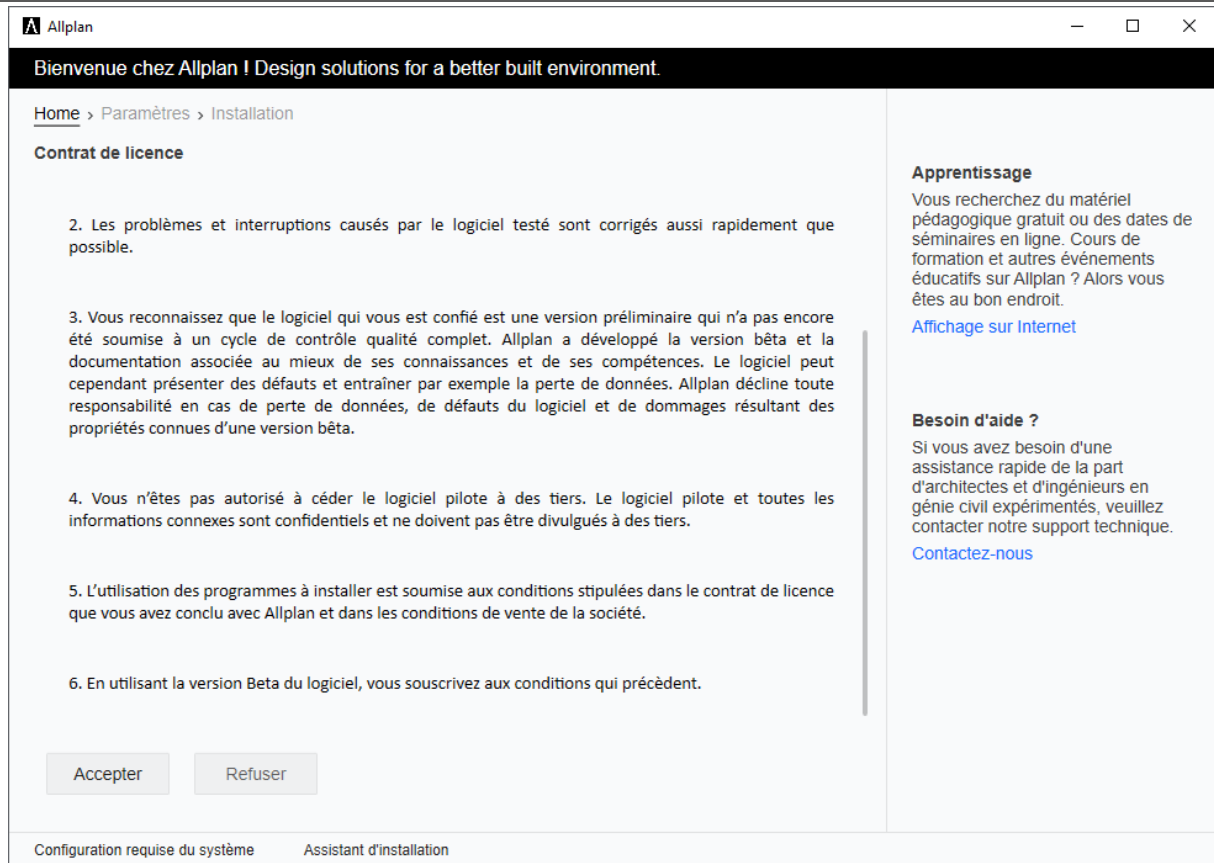 Allplan
Bienvenue chez Allplan ! Design solutions for a better built environment.
Home › Paramètres › Installation
Contrat de licence
2. Les problèmes et interruptions causés par le logiciel testé sont corrigés aussi rapidement que
possible.
3. Vous reconnaissez que le logiciel qui vous est confié est une version préliminaire qui n’a pas encore
été soumise à un cycle de contrôle qualité complet. Allplan a développé la version bêta et la
documentation associée au mieux de ses connaissances et de ses compétences. Le logiciel peut
cependant présenter des défauts et entraîner par exemple la perte de données. Allplan décline toute
responsabilité en cas de perte de données, de défauts du logiciel et de dommages résultant des
propriétés connues d’une version bêta.
4. Vous n’êtes pas autorisé à céder le logiciel pilote à des tiers. Le logiciel pilote et toutes les
informations connexes sont confidentiels et ne doivent pas être divulgués à des tiers.
5. L’utilisation des programmes à installer est soumise aux conditions stipulées dans le contrat de licence
que vous avez conclu avec Allplan et dans les conditions de vente de la société.
6. En utilisant la version Beta du logiciel, vous souscrivez aux conditions qui précèdent.
Accepter
Refuser
Apprentissage
Vous recherchez du matériel
pédagogique gratuit ou des dates de
séminaires en ligne. Cours de
formation et autres événements
éducatifs sur Allplan ? Alors vous
êtes au bon endroit.
Affichage sur Internet
Besoin d'aide ?
Si vous avez besoin d'une
assistance rapide de la part
d'architectes et d'ingénieurs en
génie civil expérimentés, veuillez
contacter notre support technique.
Contactez-nous
Configuration requise du système
Assistant d'installation